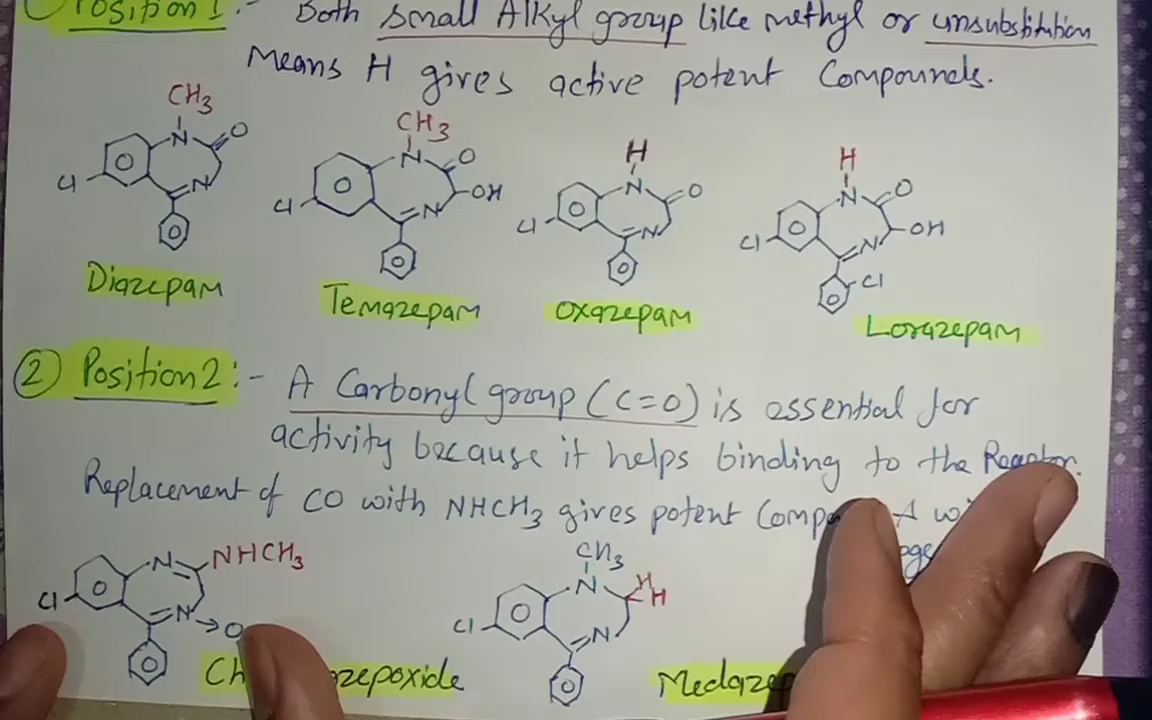 Position 1 :- Both small Alkyl group like methyl or unsubstitution
Means H gives active potent Compounds.
CH3
N
O
N
Cl
Diazepam
CH3
N
O
OH
N
Cl
Temazepam
H
N
O
N
Cl
Oxazepam
H
N
O
OH
N
Cl
Cl
Lorazepam
2 Position 2 :- A Carbonyl group (C=O) is essential for
activity because it helps binding to the Receptor.
Replacement of CO with NHCH3 gives potent
N
NHCH3
N→O
Cl
CH3
N
H
H
N
Cl